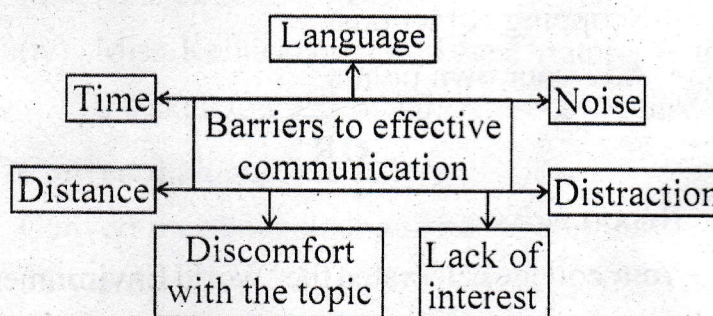 Language
Time
Noise
Barriers to effective
communication
Distance
Distraction
Discomfort
with the topic
Lack of
interest